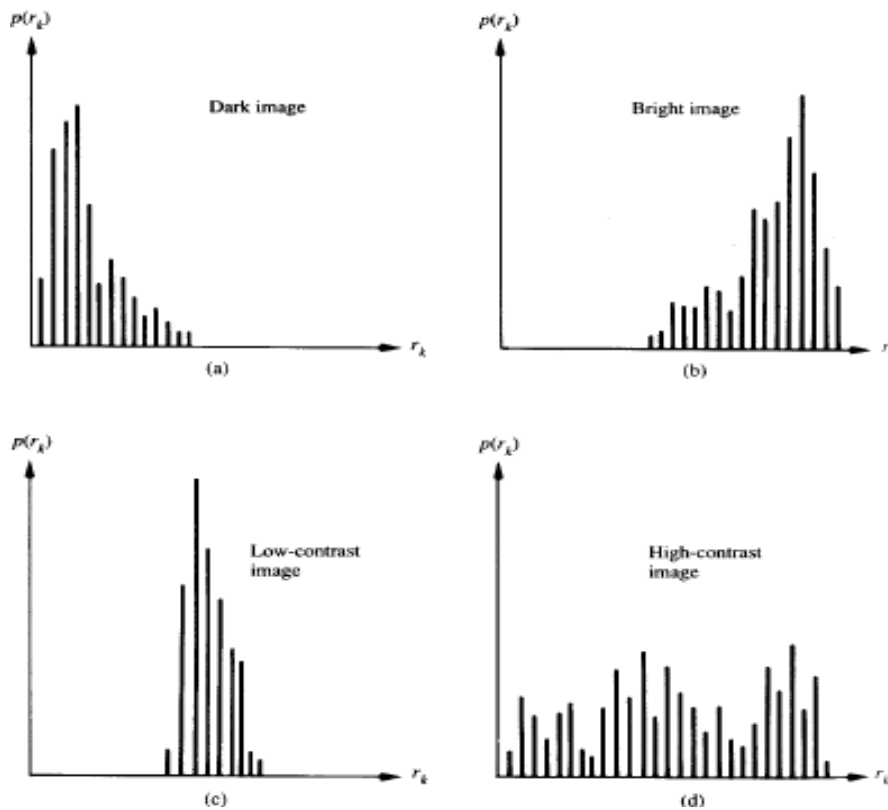 p(r_k)
Dark image
r_k
(a)
p(r_k)
Bright image
r
(b)
p(r_k)
Low-contrast
image
r_k
(c)
p(r_k)
High-contrast
image
r_k
(d)